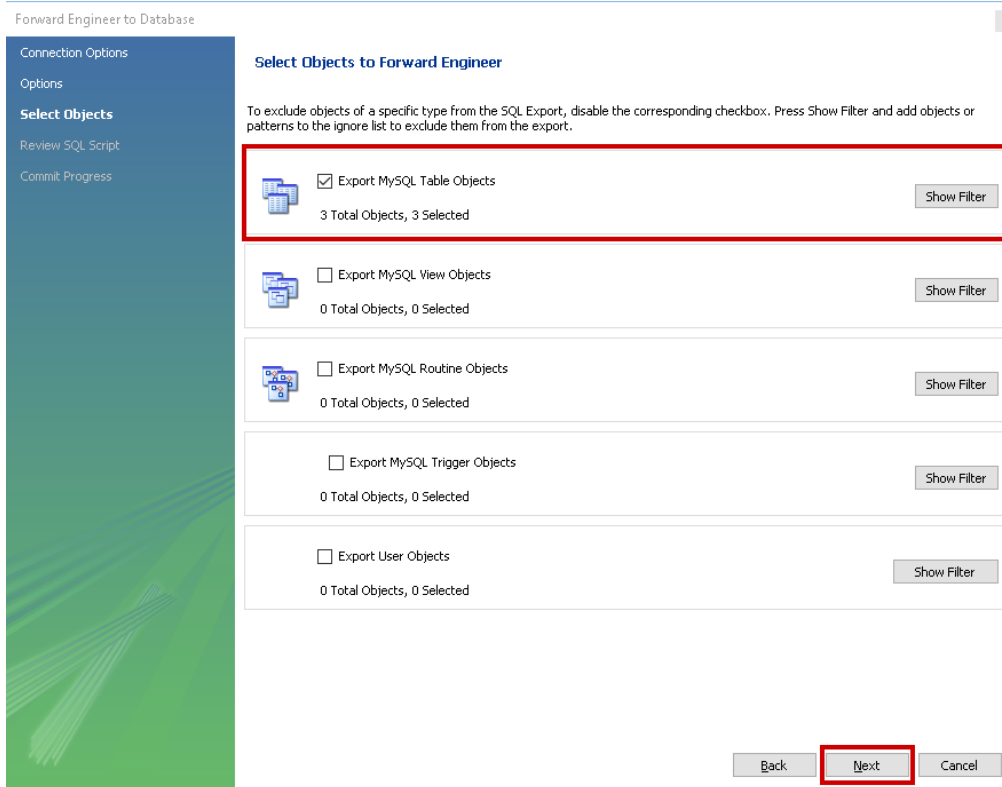 Forward Engineer to Database
Connection Options
Options
Select Objects
Review SQL Script
Commit Progress
Select Objects to Forward Engineer
To exclude objects of a specific type from the SQL Export, disable the corresponding checkbox. Press Show Filter and add objects or
patterns to the ignore list to exclude them from the export.
Export MySQL Table Objects
3 Total Objects, 3 Selected
Show Filter
Export MySQL View Objects
0 Total Objects, 0 Selected
Show Filter
Export MySQL Routine Objects
0 Total Objects, 0 Selected
Show Filter
Export MySQL Trigger Objects
0 Total Objects, 0 Selected
Show Filter
Export User Objects
0 Total Objects, 0 Selected
Show Filter
Back
Next
Cancel